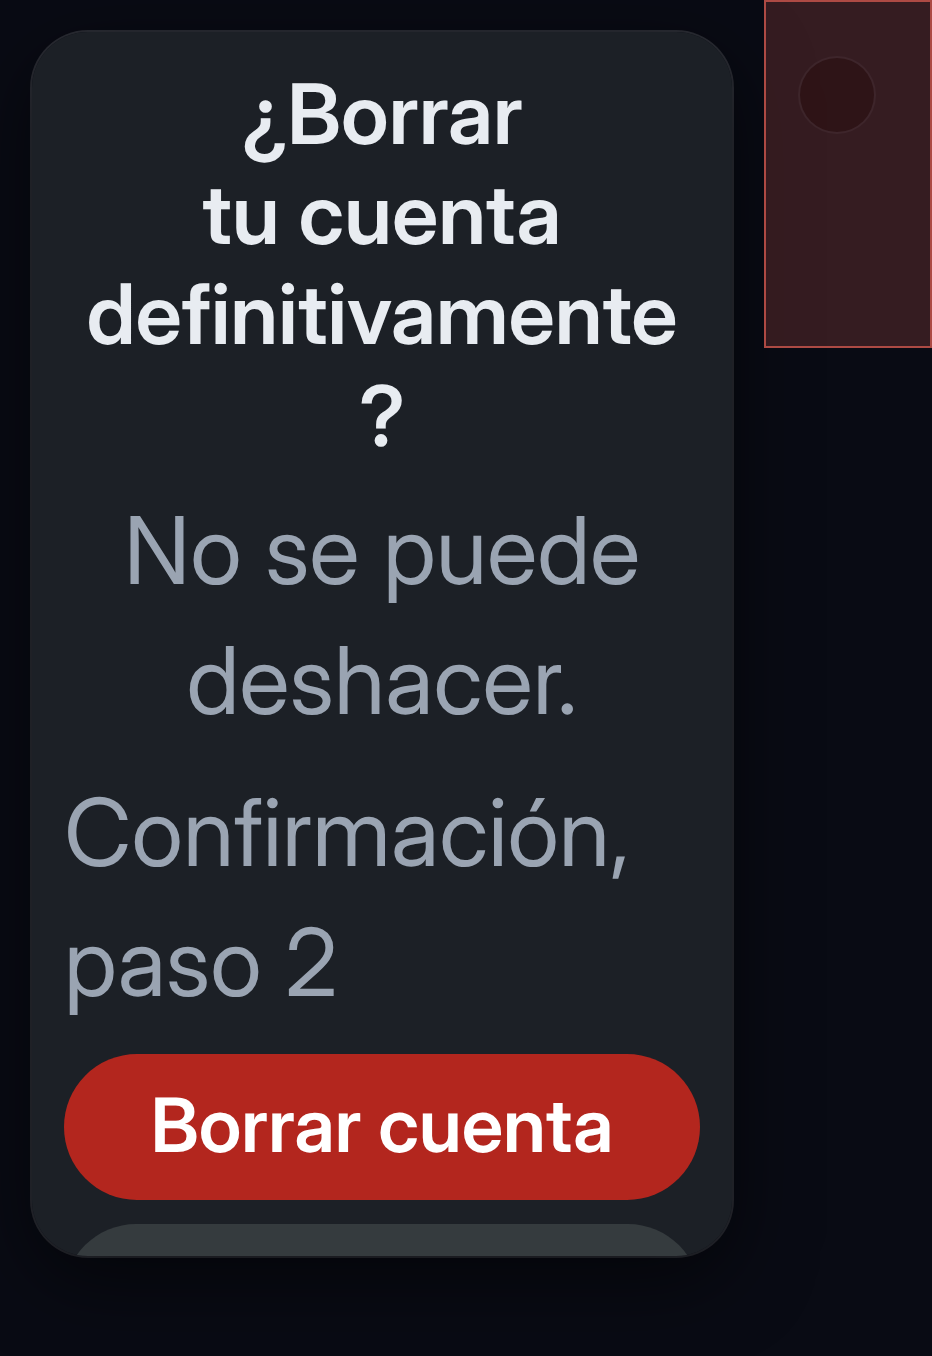 ¿Borrar
tu cuenta
definitivamente
?
No se puede
deshacer.
Confirmación,
paso 2
Borrar cuenta